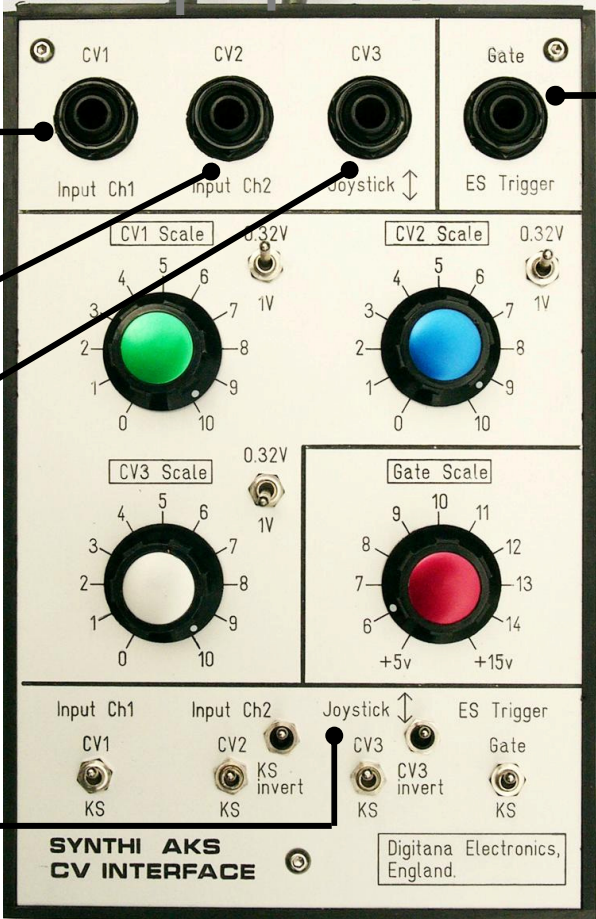 CV1 CV2 CV3 Gate
Input Ch1 Input Ch2 Joystick ES Trigger
CV1 Scale 0.32V CV2 Scale 0.32V
1V 1V
0 1 2 3 4 5 6 7 8 9 10
0 1 2 3 4 5 6 7 8 9 10
CV3 Scale 0.32V Gate Scale
1V
0 1 2 3 4 5 6 7 8 9 10
+5v 6 7 8 9 10 11 12 13 14 +15v
Input Ch1 Input Ch2 Joystick ES Trigger
CV1 CV2 CV3 Gate
KS invert CV3 invert
KS KS KS KS
SYNTHI AKS
CV INTERFACE
Digitana Electronics,
England.